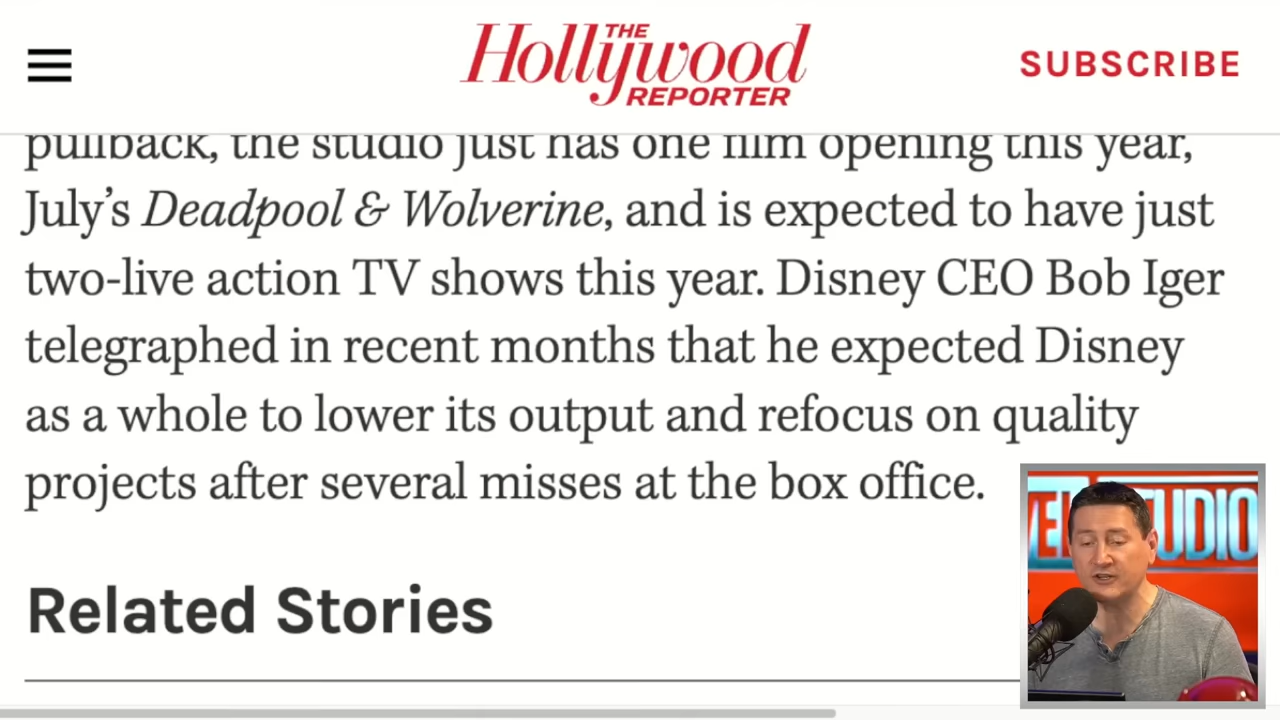 THE
Hollywood
REPORTER
SUBSCRIBE
pullback, the studio just has one film opening this year,
July’s Deadpool & Wolverine, and is expected to have just
two-live action TV shows this year. Disney CEO Bob Iger
telegraphed in recent months that he expected Disney
as a whole to lower its output and refocus on quality
projects after several misses at the box office.
Related Stories
VEL STUDIO